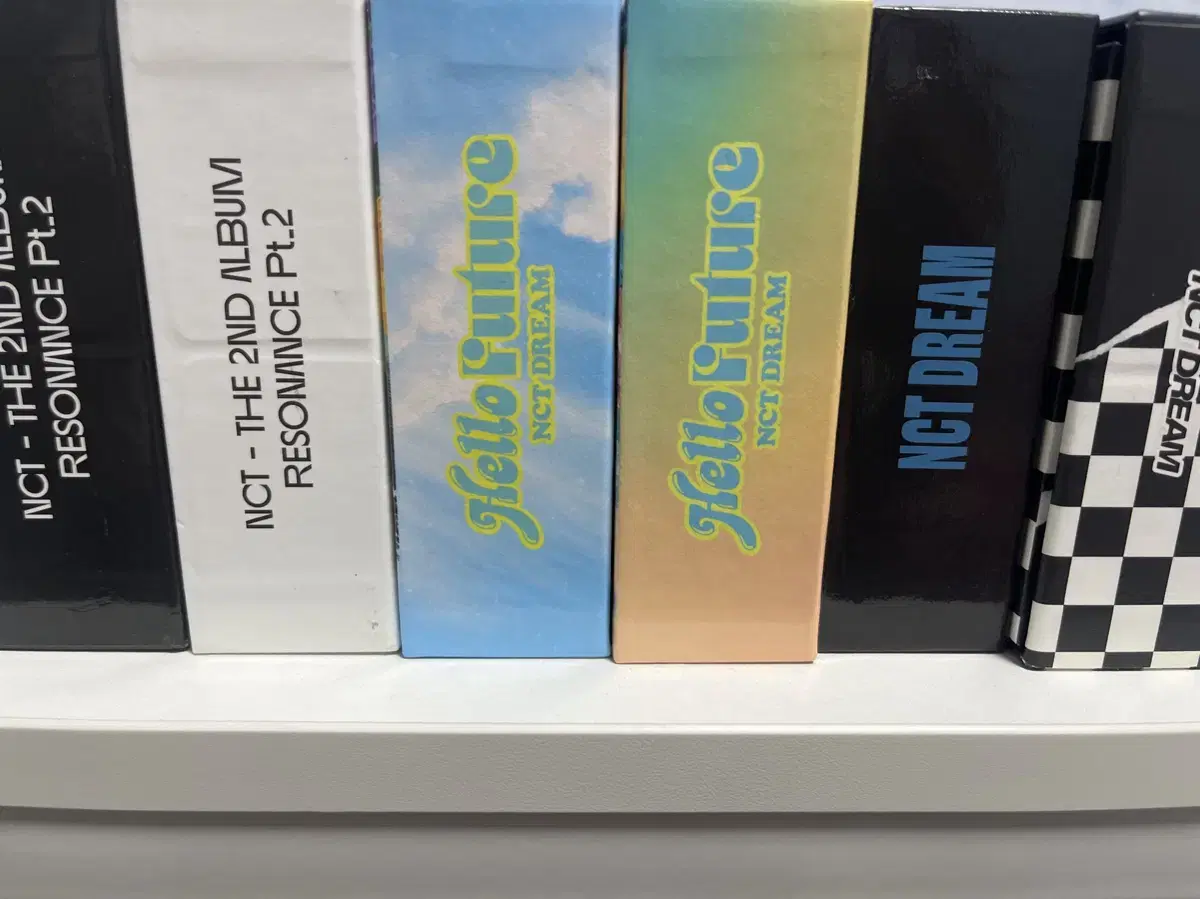 NCT - THE 2ND ALBUM
RESONANCE Pt.2
NCT - THE 2ND ALBUM
RESONANCE Pt.2
Hello Future
NCT DREAM
Hello Future
NCT DREAM
NCT DREAM
NCT DREAM